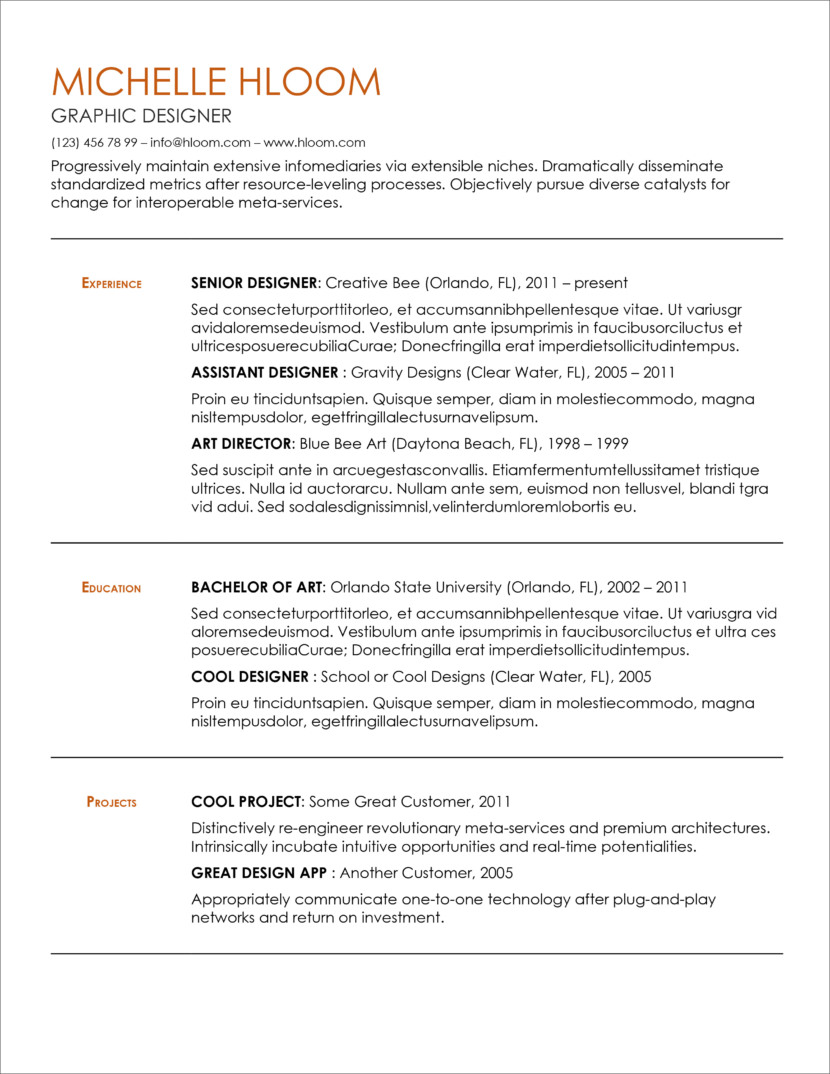 MICHELLE HLOOM
GRAPHIC DESIGNER
(123) 456 78 99 – info@hloom.com – www.hloom.com
Progressively maintain extensive infomediaries via extensible niches. Dramatically disseminate
standardized metrics after resource-leveling processes. Objectively pursue diverse catalysts for
change for interoperable meta-services.
EXPERIENCE
SENIOR DESIGNER: Creative Bee (Orlando, FL), 2011 – present
Sed consecteturporttitorleo, et accumsannibhpellentesque vitae. Ut variusgr
avidaloremsedeuismod. Vestibulum ante ipsumprimis in faucibusorciluctus et
ultricesposuerecubiliaCurae; Donecfringilla erat imperdietsollicitudintempus.
ASSISTANT DESIGNER : Gravity Designs (Clear Water, FL), 2005 – 2011
Proin eu tinciduntsapien. Quisque semper, diam in molestiecommodo, magna
nisltempusdolor, egetfringillalectusurnavelipsum.
ART DIRECTOR: Blue Bee Art (Daytona Beach, FL), 1998 – 1999
Sed suscipit ante in arcuegestasconvallis. Etiamfermentumtellussitamet tristique
ultrices. Nulla id auctorarcu. Nullam ante sem, euismod non tellusvel, blandi tgra
vid adui. Sed sodalesdignissimnisl,velinterdumloremlobortis eu.
EDUCATION
BACHELOR OF ART: Orlando State University (Orlando, FL), 2002 – 2011
Sed consecteturporttitorleo, et accumsannibhpellentesque vitae. Ut variusgra vid
aloremsedeuismod. Vestibulum ante ipsumprimis in faucibusorciluctus et ultra ces
posuerecubiliaCurae; Donecfringilla erat imperdietsollicitudintempus.
COOL DESIGNER : School or Cool Designs (Clear Water, FL), 2005
Proin eu tinciduntsapien. Quisque semper, diam in molestiecommodo, magna
nisltempusdolor, egetfringillalectusurnavelipsum.
PROJECTS
COOL PROJECT: Some Great Customer, 2011
Distinctively re-engineer revolutionary meta-services and premium architectures.
Intrinsically incubate intuitive opportunities and real-time potentialities.
GREAT DESIGN APP : Another Customer, 2005
Appropriately communicate one-to-one technology after plug-and-play
networks and return on investment.